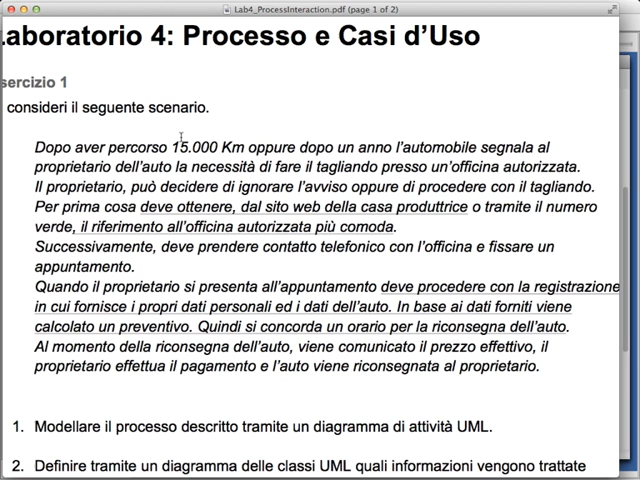 Lab4_ProcessInteraction.pdf (page 1 of 2)
Laboratorio 4: Processo e Casi d'Uso
sercizio 1
consideri il seguente scenario.
Dopo aver percorso 15.000 Km oppure dopo un anno l'automobile segnala al
proprietario dell'auto la necessità di fare il tagliando presso un'officina autorizzata.
Il proprietario, può decidere di ignorare l'avviso oppure di procedere con il tagliando.
Per prima cosa deve ottenere, dal sito web della casa produttrice o tramite il numero
verde, il riferimento all'officina autorizzata più comoda.
Successivamente, deve prendere contatto telefonico con l'officina e fissare un
appuntamento.
Quando il proprietario si presenta all'appuntamento deve procedere con la registrazione
in cui fornisce i propri dati personali ed i dati dell'auto. In base ai dati forniti viene
calcolato un preventivo. Quindi si concorda un orario per la riconsegna dell'auto.
Al momento della riconsegna dell'auto, viene comunicato il prezzo effettivo, il
proprietario effettua il pagamento e l'auto viene riconsegnata al proprietario.
1. Modellare il processo descritto tramite un diagramma di attività UML.
2. Definire tramite un diagramma delle classi UML quali informazioni vengono trattate